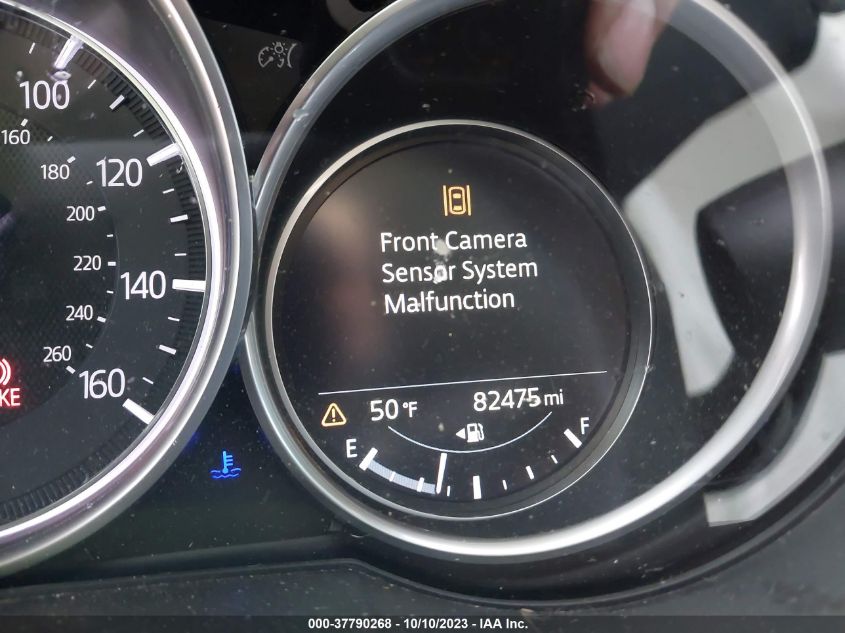 100
120
140
160
160
180
200
220
240
260
KE
Front Camera
Sensor System
Malfunction
50 °F
82475 mi
E
F
000-37790268 - 10/10/2023 - IAA Inc.